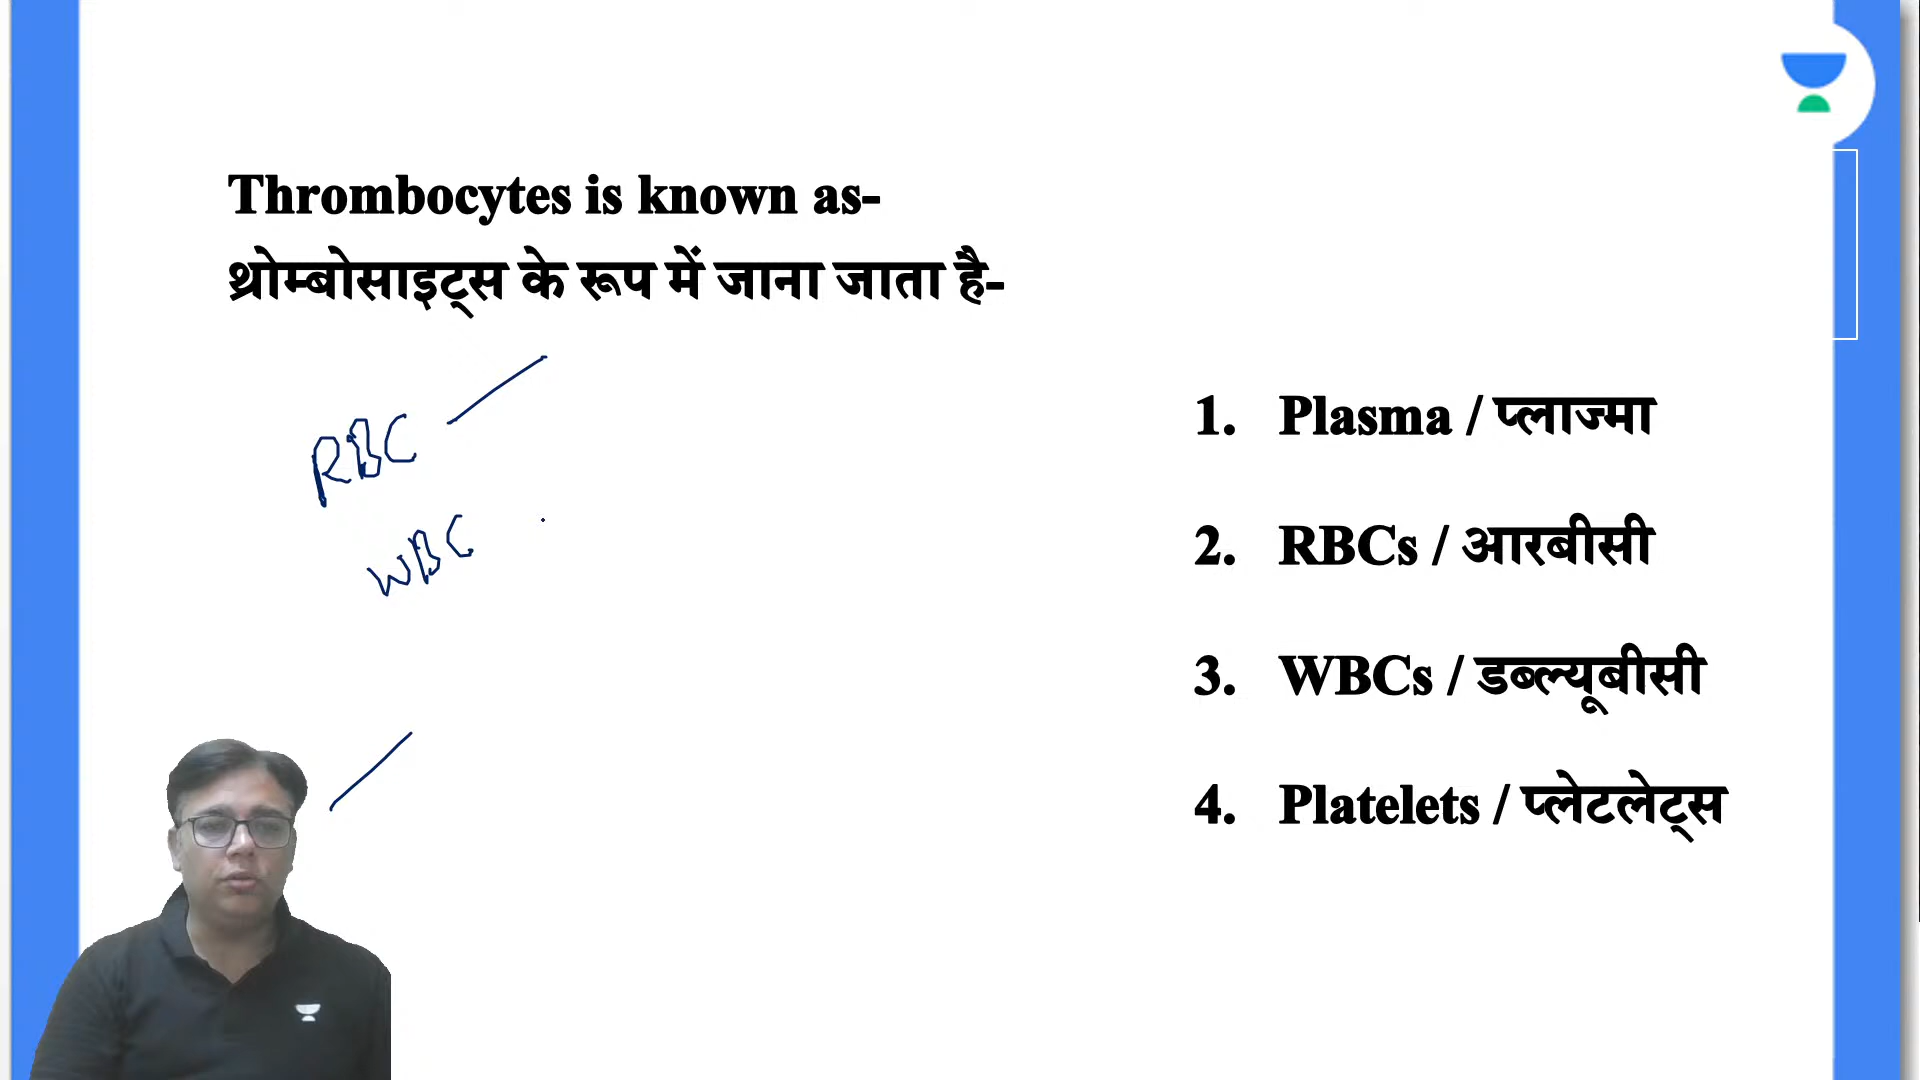 Thrombocytes is known as-
थ्रोम्बोसाइट्स के रूप में जाना जाता है-
RBC
WBC
1. Plasma / प्लाज्मा
2. RBCs / आरबीसी
3. WBCs / डब्ल्यूबीसी
4. Platelets / प्लेटलेट्स